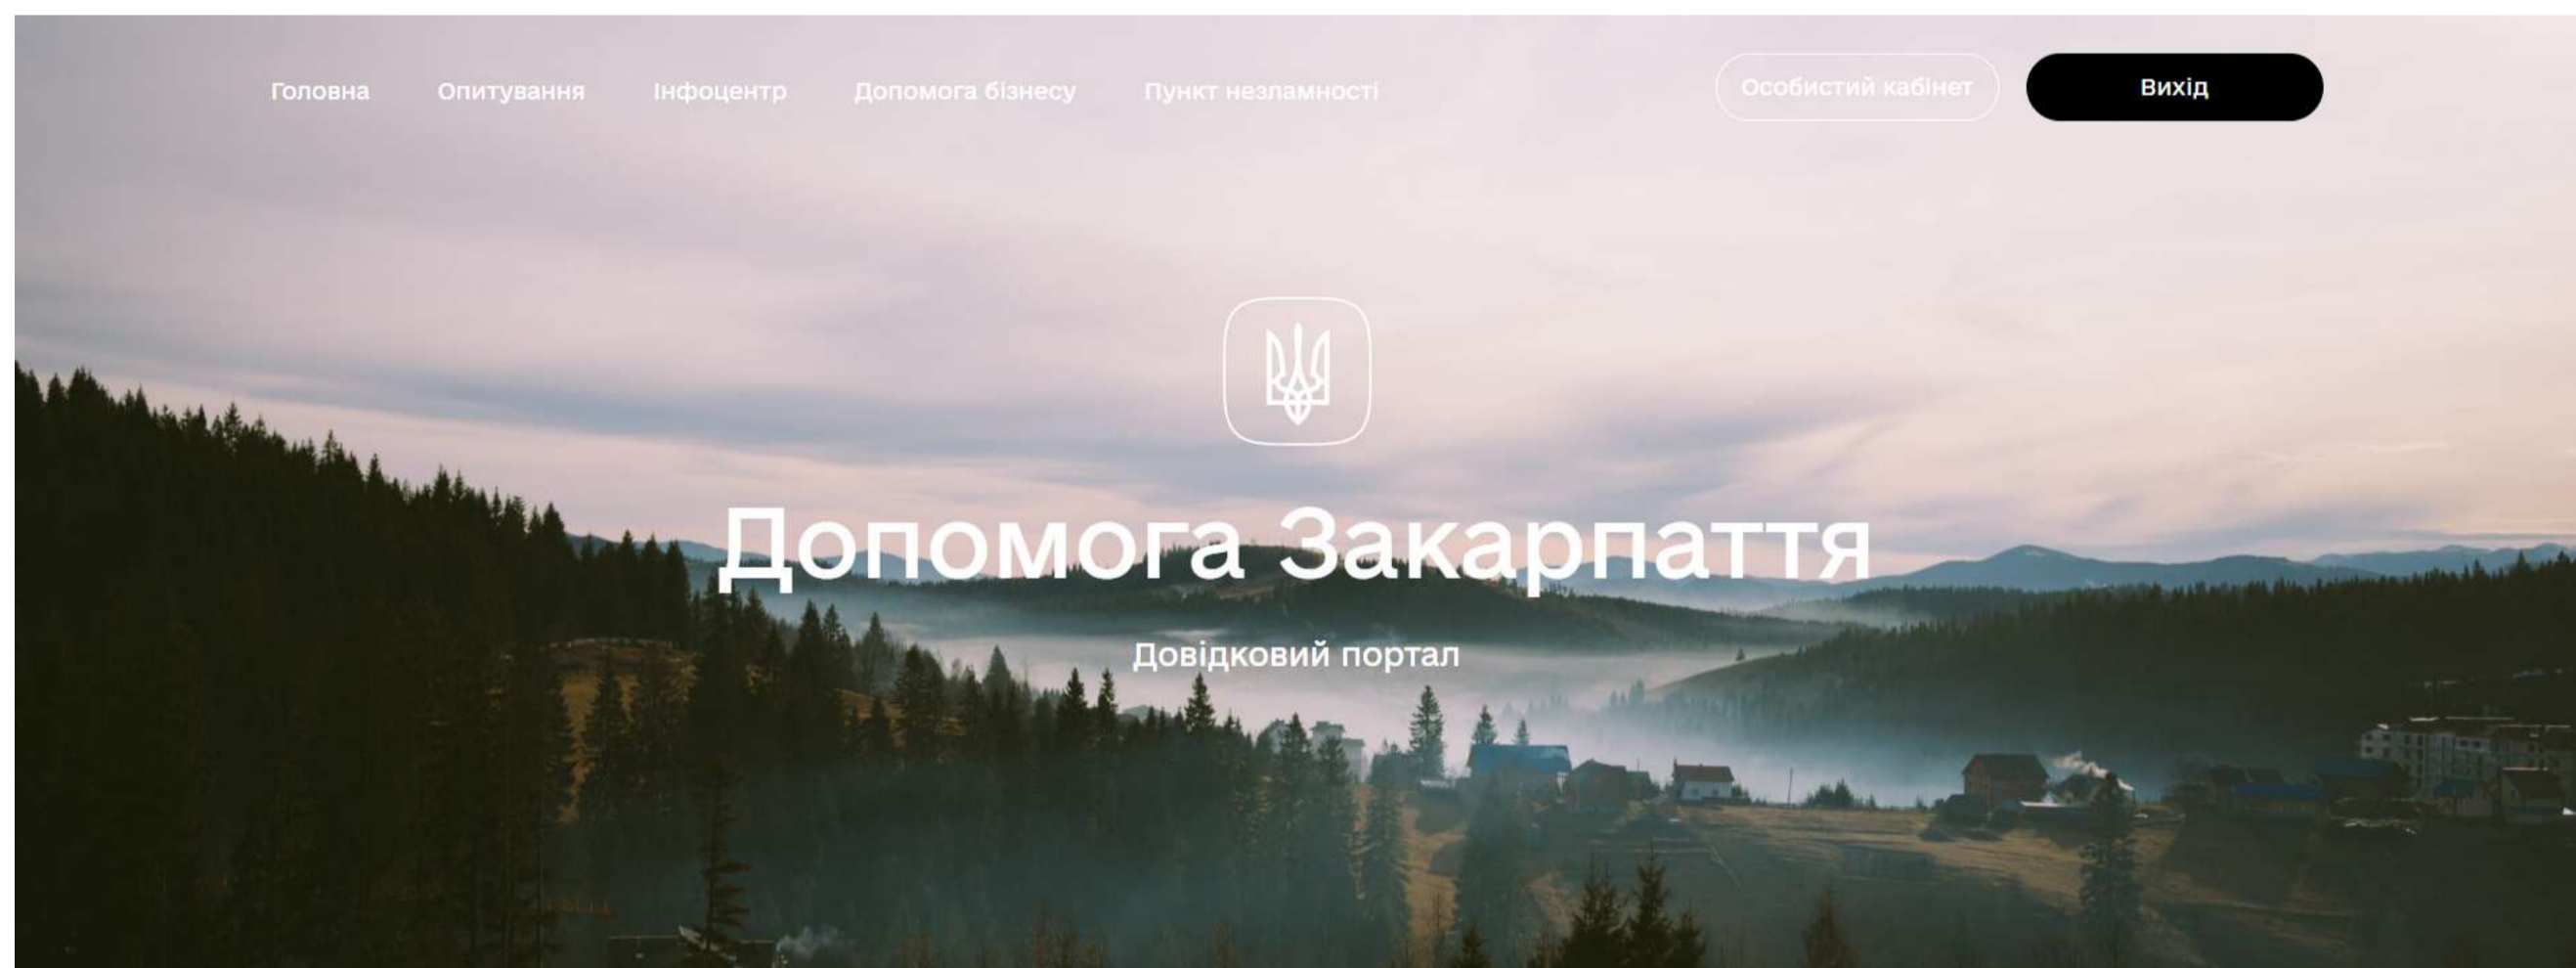 Головна Опитування Інфоцентр Допомога бізнесу Пункт незламності Особистий кабінет Вихід
Допомога Закарпаття
Довідковий портал